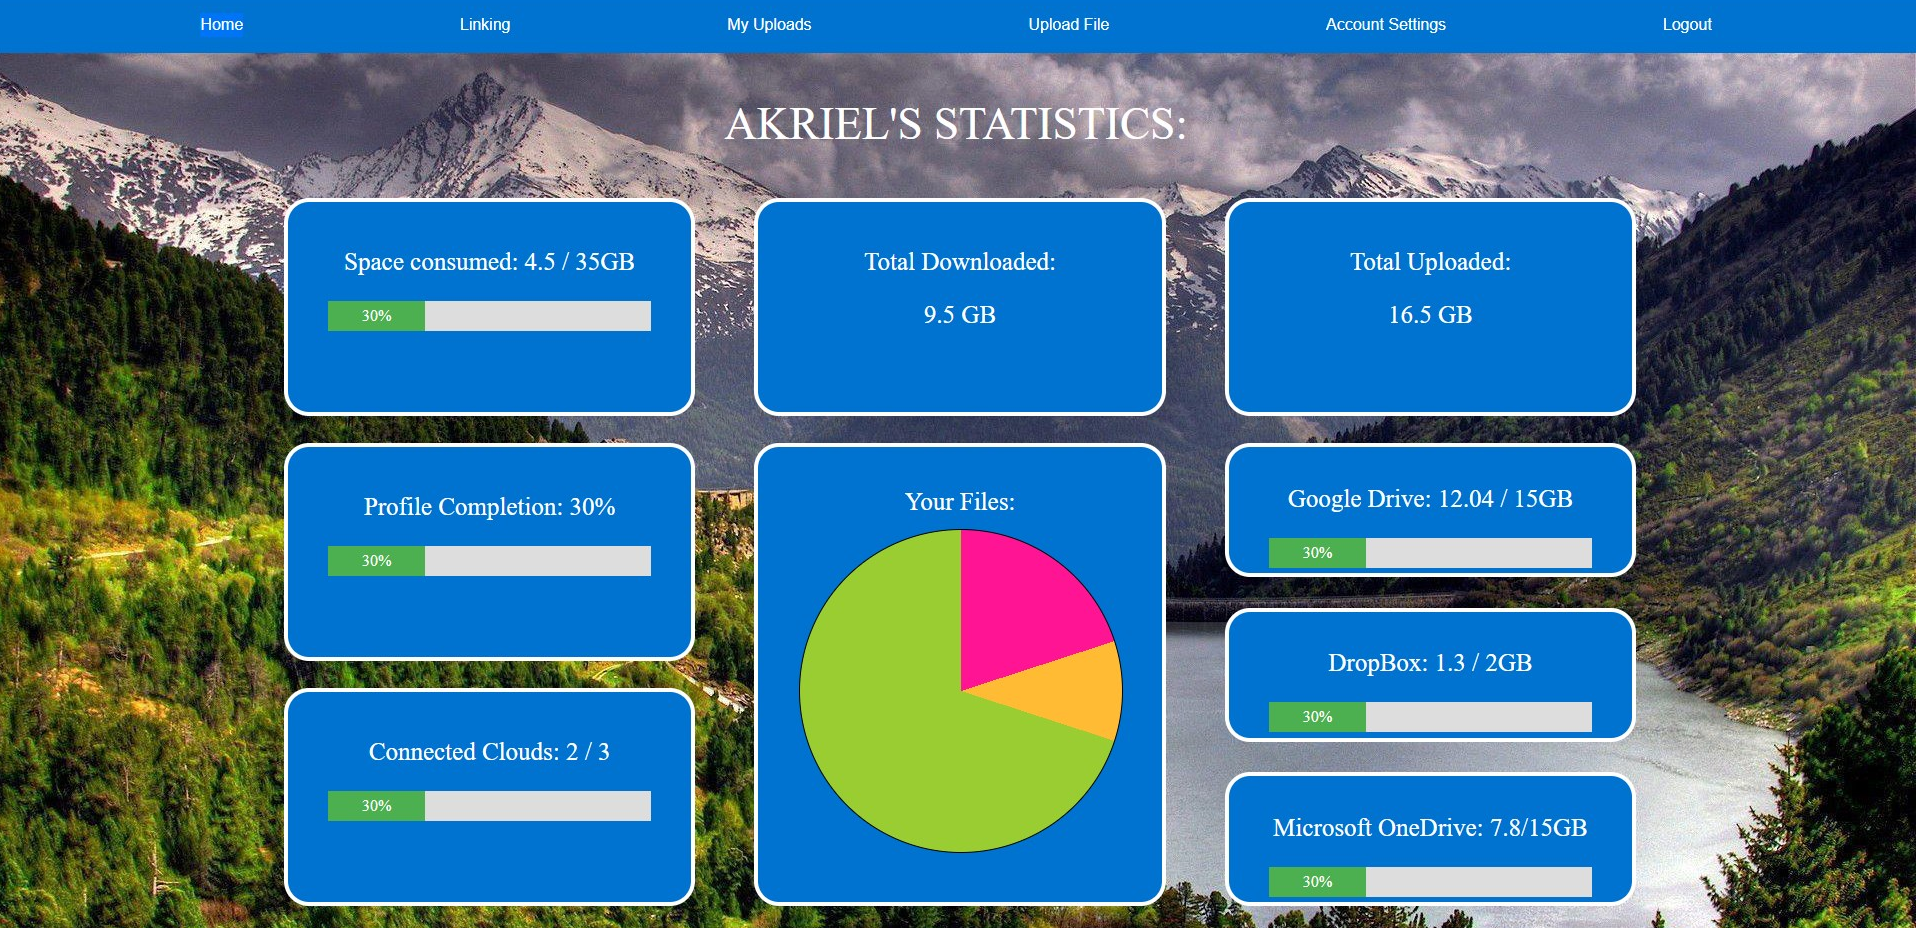 Home
Linking
My Uploads
Upload File
Account Settings
Logout
AKRIEL'S STATISTICS:
Space consumed: 4.5 / 35GB
30%
Total Downloaded:
9.5 GB
Total Uploaded:
16.5 GB
Profile Completion: 30%
30%
Connected Clouds: 2 / 3
30%
Your Files:
Google Drive: 12.04 / 15GB
30%
DropBox: 1.3 / 2GB
30%
Microsoft OneDrive: 7.8/15GB
30%